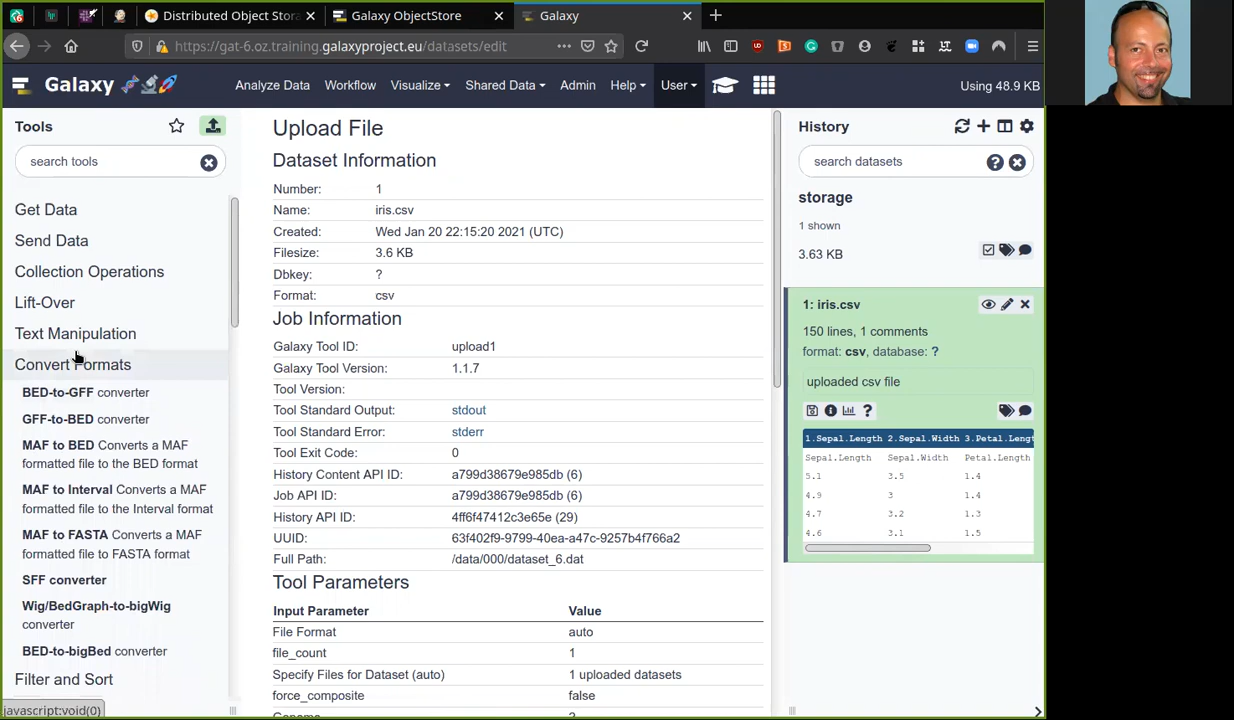 Distributed Object Stora
Galaxy ObjectStore
Galaxy
https://gat-6.oz.training.galaxyproject.eu/datasets/edit
Galaxy
Analyze Data
Workflow
Visualize
Shared Data
Admin
Help
User
Using 48.9 KB
Tools
search tools
Get Data
Send Data
Collection Operations
Lift-Over
Text Manipulation
Convert Formats
BED-to-GFF converter
GFF-to-BED converter
MAF to BED Converts a MAF
formatted file to the BED format
MAF to Interval Converts a MAF
formatted file to the Interval format
MAF to FASTA Converts a MAF
formatted file to FASTA format
SFF converter
Wig/BedGraph-to-bigWig
converter
BED-to-bigBed converter
Filter and Sort
javascript:void(0)
Upload File
Dataset Information
Number: 1
Name: iris.csv
Created: Wed Jan 20 22:15:20 2021 (UTC)
Filesize: 3.6 KB
Dbkey: ?
Format: csv
Job Information
Galaxy Tool ID: upload1
Galaxy Tool Version: 1.1.7
Tool Version:
Tool Standard Output: stdout
Tool Standard Error: stderr
Tool Exit Code: 0
History Content API ID: a799d38679e985db (6)
Job API ID: a799d38679e985db (6)
History API ID: 4ff6f47412c3e65e (29)
UUID: 63f402f9-9799-40ea-a47c-9257b4f766a2
Full Path: /data/000/dataset_6.dat
Tool Parameters
Input Parameter Value
File Format auto
file_count 1
Specify Files for Dataset (auto) 1 uploaded datasets
force_composite false
History
search datasets
storage
1 shown
3.63 KB
1: iris.csv
150 lines, 1 comments
format: csv, database: ?
uploaded csv file
1.Sepal.Length 2.Sepal.Width 3.Petal.Lengt
Sepal.Length Sepal.Width Petal.Length
5.1 3.5 1.4
4.9 3 1.4
4.7 3.2 1.3
4.6 3.1 1.5